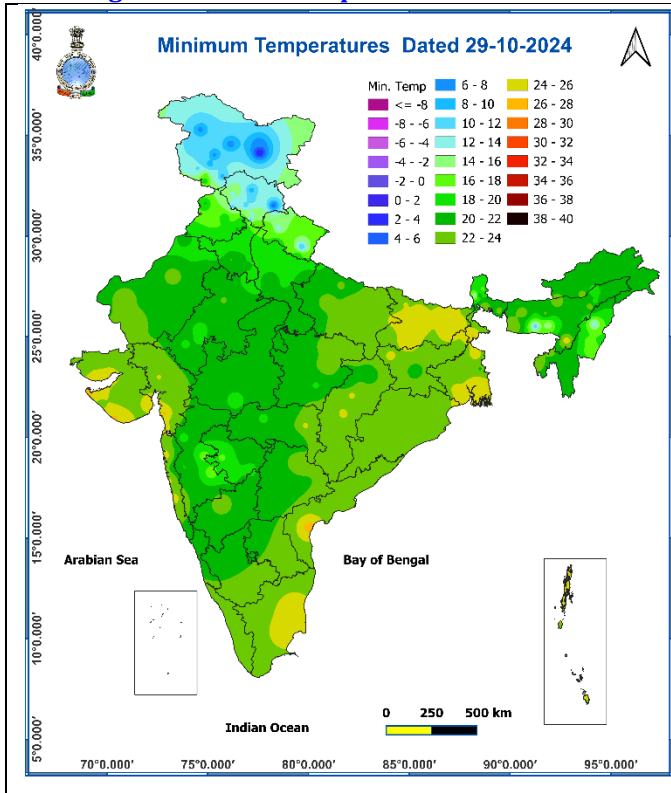 Minimum Temperatures Dated 29-10-2024
Min. Temp
<= -8
-8 - -6
-6 - -4
-4 - -2
-2 - 0
0 - 2
2 - 4
4 - 6
6 - 8
8 - 10
10 - 12
12 - 14
14 - 16
16 - 18
18 - 20
20 - 22
22 - 24
24 - 26
26 - 28
28 - 30
30 - 32
32 - 34
34 - 36
36 - 38
38 - 40
40°0.000'
35°0.000'
30°0.000'
25°0.000'
20°0.000'
15°0.000'
10°0.000'
5°0.000'
Arabian Sea
Bay of Bengal
Indian Ocean
0 250 500 km
70°0.000' 75°0.000' 80°0.000' 85°0.000' 90°0.000' 95°0.000'